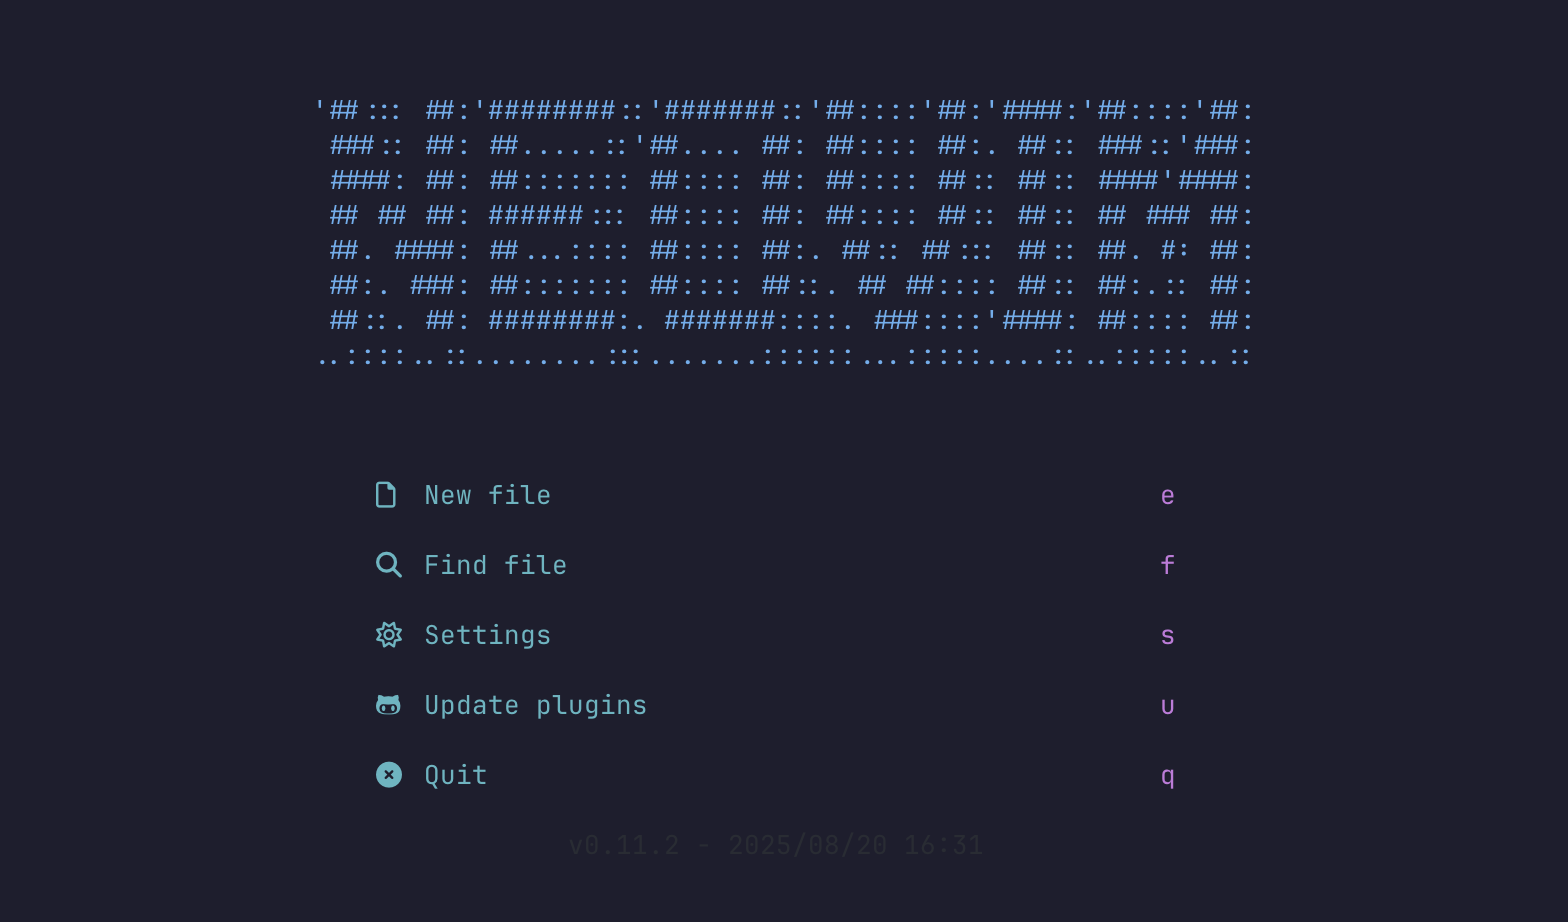 '##::: ##:'########::'#######::'##::::'##:'####:'##::::'##:
 ###:: ##: ##.....::'##.... ##: ##:::: ##:. ##:: ###::'###:
 ####: ##: ##::::::: ##:::: ##: ##:::: ##:: ##:: ####'####:
 ## ## ##: ######::: ##:::: ##: ##:::: ##:: ##:: ## ### ##:
 ##. ####: ##...:::: ##:::: ##:. ##:: ##::: ##:: ##. #: ##:
 ##:. ###: ##::::::: ##:::: ##::. ## ##:::: ##:: ##:.:: ##:
 ##::. ##: ########:. #######::::. ###::::'####: ##:::: ##:
..::::..::........:::.......::::::...:::::....::..:::::..::
New file e
Find file f
Settings s
Update plugins u
Quit q
v0.11.2 - 2025/08/20 16:31